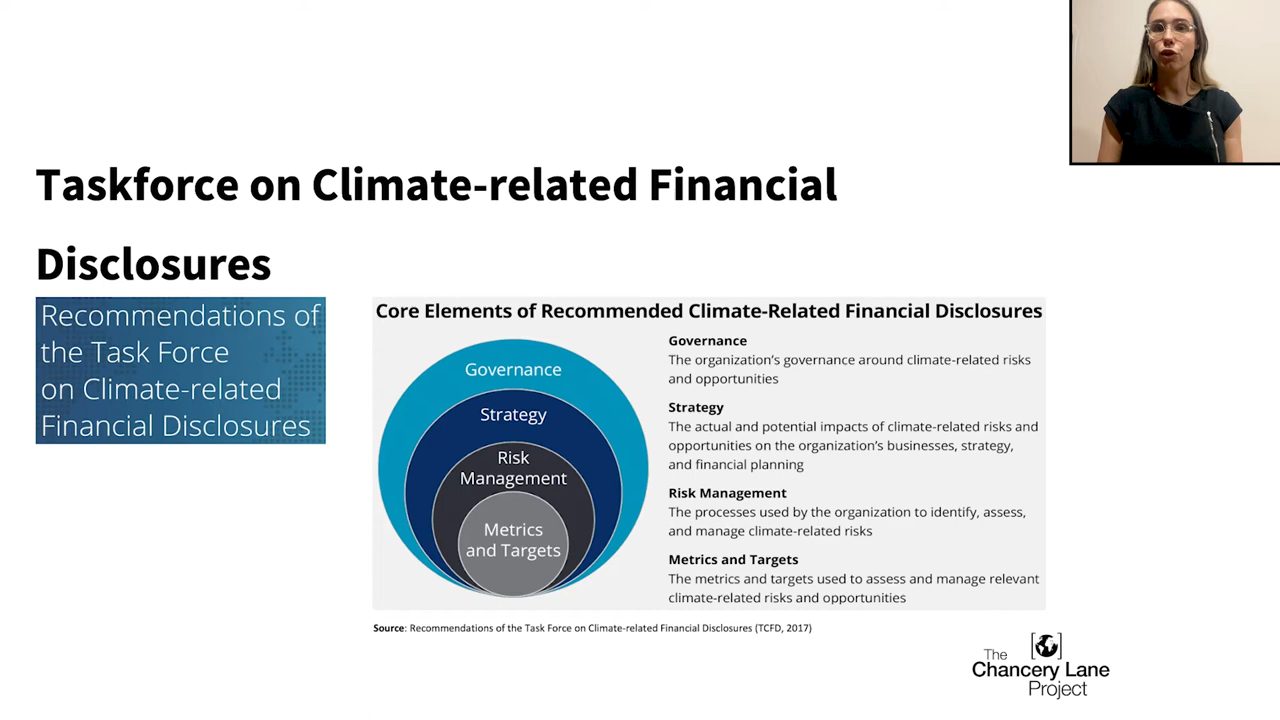 Taskforce on Climate-related Financial
Disclosures
Recommendations of
the Task Force
on Climate-related
Financial Disclosures
Core Elements of Recommended Climate-Related Financial Disclosures
Governance
Strategy
Risk
Management
Metrics
and Targets
Governance
The organization’s governance around climate-related risks
and opportunities
Strategy
The actual and potential impacts of climate-related risks and
opportunities on the organization’s businesses, strategy,
and financial planning
Risk Management
The processes used by the organization to identify, assess,
and manage climate-related risks
Metrics and Targets
The metrics and targets used to assess and manage relevant
climate-related risks and opportunities
Source: Recommendations of the Task Force on Climate-related Financial Disclosures (TCFD, 2017)
The
Chancery Lane
Project